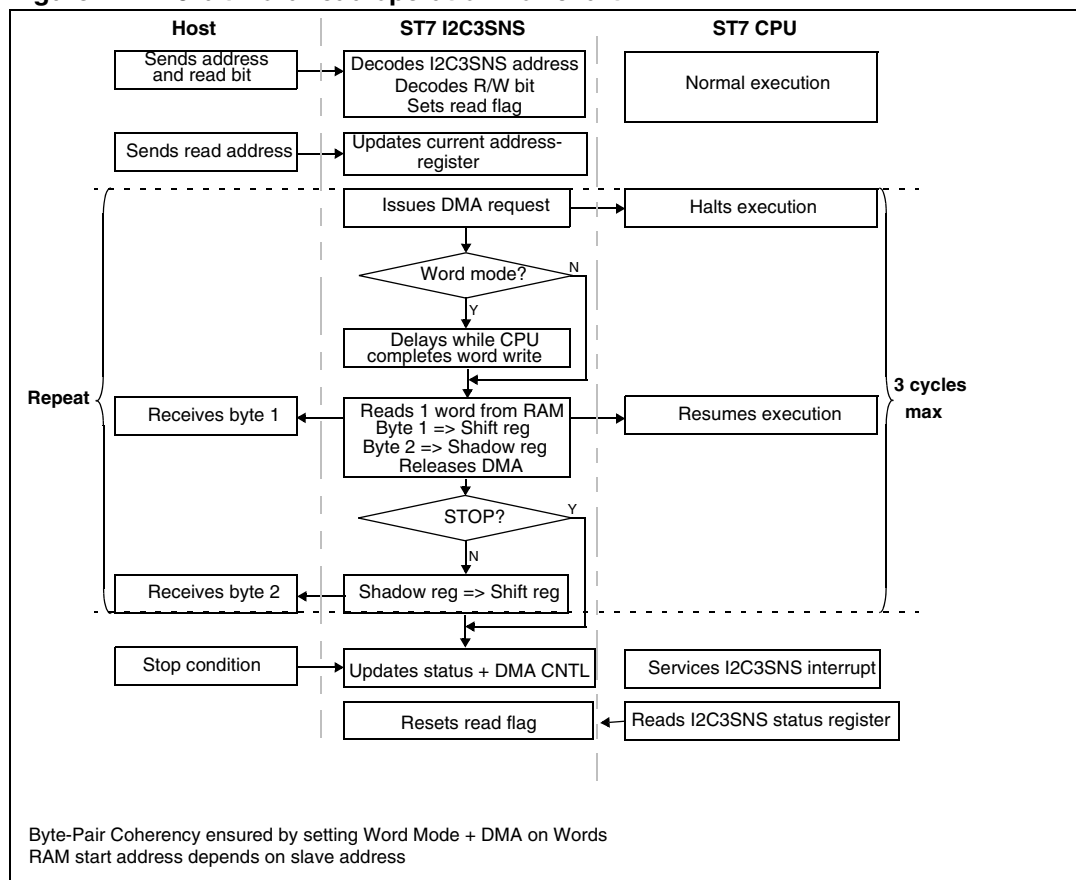 Host
ST7 I2C3SNS
ST7 CPU
Sends address
and read bit
Decodes I2C3SNS address
Decodes R/W bit
Sets read flag
Normal execution
Sends read address
Updates current address-
register
Issues DMA request
Halts execution
Word mode?
N
Y
Delays while CPU
completes word write
Repeat
3 cycles
max
Receives byte 1
Reads 1 word from RAM
Byte 1 => Shift reg
Byte 2 => Shadow reg
Releases DMA
Resumes execution
STOP?
Y
N
Receives byte 2
Shadow reg => Shift reg
Stop condition
Updates status + DMA CNTL
Services I2C3SNS interrupt
Resets read flag
Reads I2C3SNS status register
Byte-Pair Coherency ensured by setting Word Mode + DMA on Words
RAM start address depends on slave address